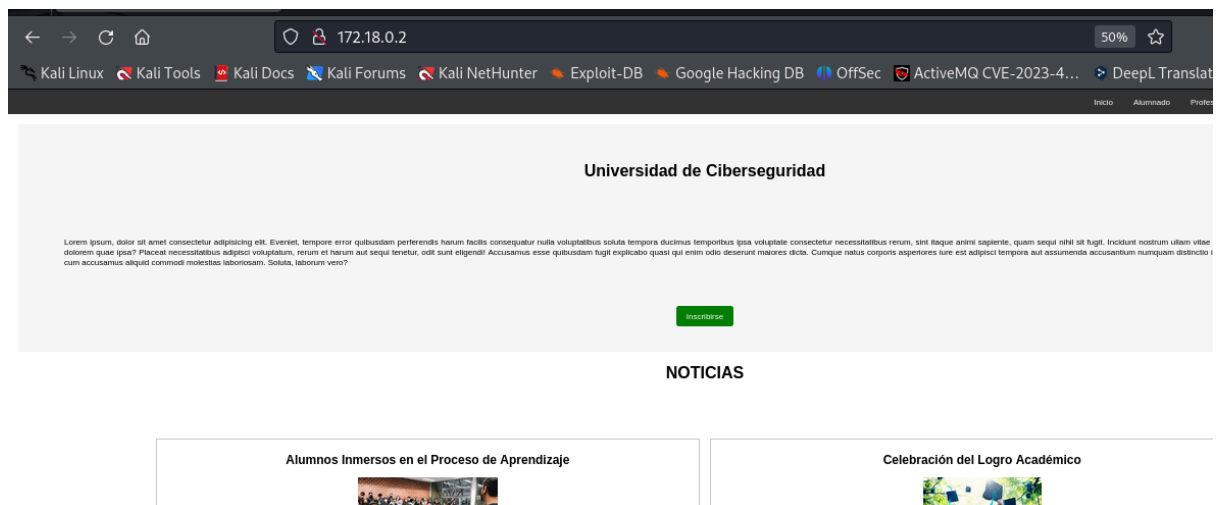 172.18.0.2
50%
Kali Linux Kali Tools Kali Docs Kali Forums Kali NetHunter Exploit-DB Google Hacking DB OffSec ActiveMQ CVE-2023-4... DeepL Translat
Inicio Alumnado Profes
Universidad de Ciberseguridad
Lorem ipsum, dolor sit amet consectetur adipisicing elit. Eveniet, tempore error quibusdam perferendis harum facilis consequatur nulla voluptatibus soluta tempora ducimus temporibus ipsa voluptate consectetur necessitatibus rerum, sint itaque animi sapiente, quam sequi nihil sit fugit. Incidunt nostrum ullam vitae
dolorem quae ipsa? Placeat necessitatibus adipisci voluptatum, rerum et harum aut sequi tenetur, odit sunt eligendi! Accusamus esse quibusdam fugit explicabo quasi qui enim odio deserunt maiores dicta. Cumque natus corporis asperiores iure est adipisci tempora aut assumenda accusantium numquam distinctio i
cum accusamus aliquid commodi molestias laboriosam. Soluta, laborum vero?
Inscribirse
NOTICIAS
Alumnos Inmersos en el Proceso de Aprendizaje
Celebración del Logro Académico